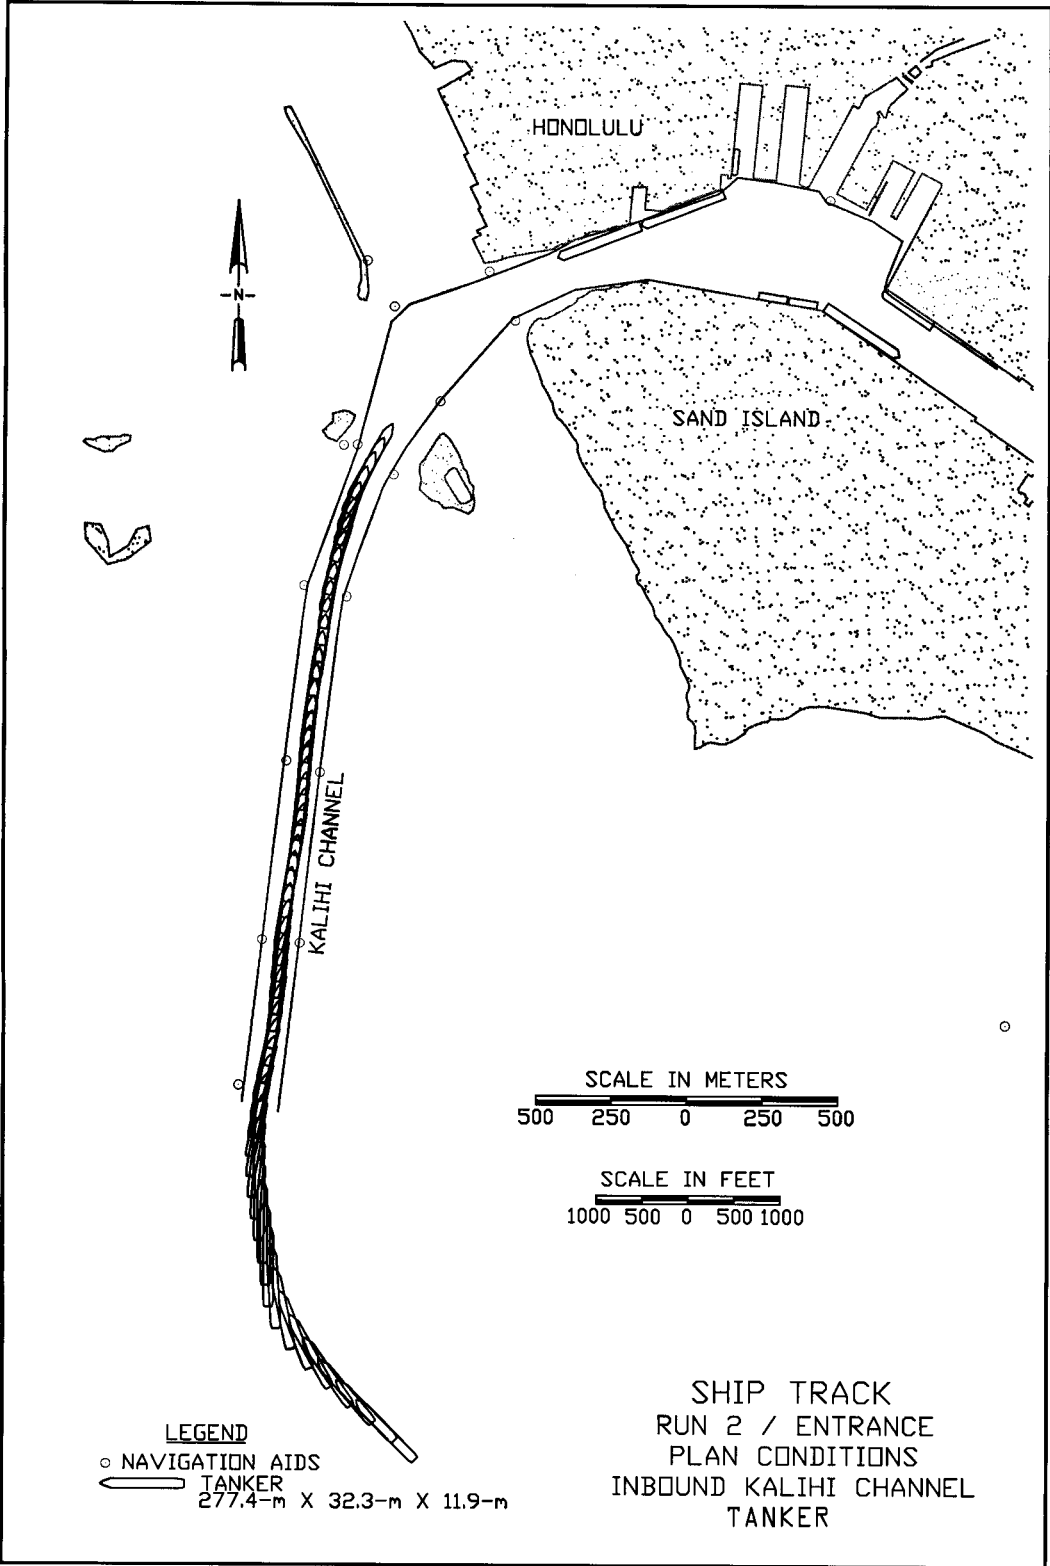 HONOLULU
-N-
SAND ISLAND
KALIHI CHANNEL
SCALE IN METERS
500 250 0 250 500
SCALE IN FEET
1000 500 0 500 1000
SHIP TRACK
RUN 2 / ENTRANCE
PLAN CONDITIONS
INBOUND KALIHI CHANNEL
TANKER
LEGEND
NAVIGATION AIDS
TANKER
277.4-m X 32.3-m X 11.9-m